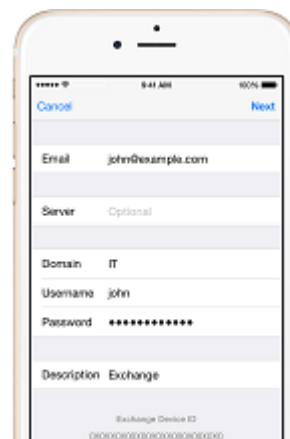 9:41 AM 100%
Cancel Next
Email john@example.com
Server Optional
Domain IT
Username john
Password ••••••••••••
Description Exchange
Exchange Device ID